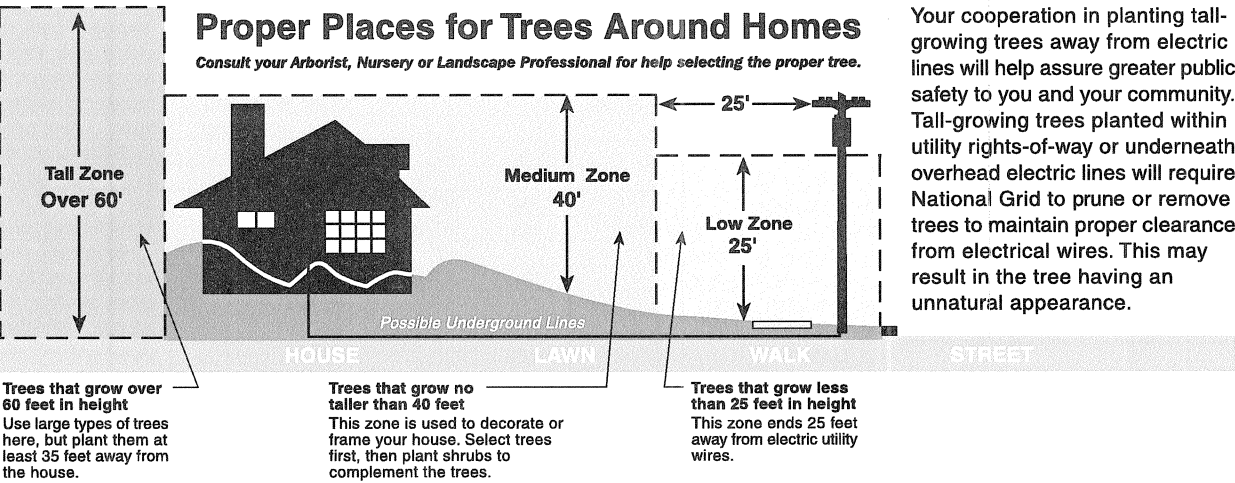 Proper Places for Trees Around Homes
Consult your Arborist, Nursery or Landscape Professional for help selecting the proper tree.
Tall Zone
Over 60'
Medium Zone
40'
25'
Low Zone
25'
Possible Underground Lines
HOUSE
LAWN
WALK
STREET
Trees that grow over
60 feet in height
Use large types of trees
here, but plant them at
least 35 feet away from
the house.
Trees that grow no
taller than 40 feet
This zone is used to decorate or
frame your house. Select trees
first, then plant shrubs to
complement the trees.
Trees that grow less
than 25 feet in height
This zone ends 25 feet
away from electric utility
wires.
Your cooperation in planting tall-
growing trees away from electric
lines will help assure greater public
safety to you and your community.
Tall-growing trees planted within
utility rights-of-way or underneath
overhead electric lines will require
National Grid to prune or remove
trees to maintain proper clearance
from electrical wires. This may
result in the tree having an
unnatural appearance.